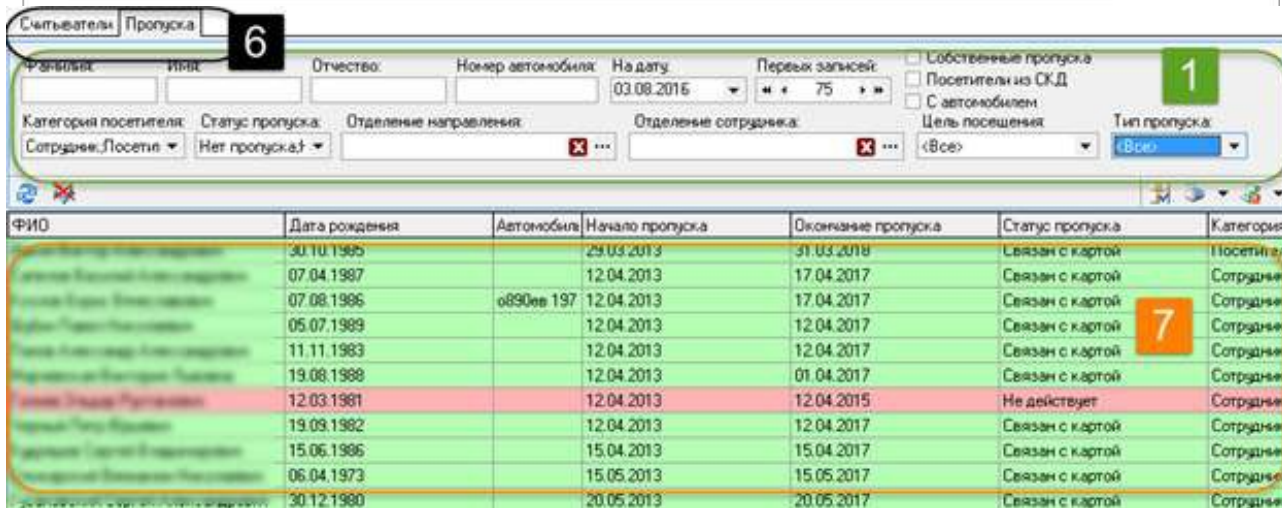 Считыватели Пропуска
6
Фамилия: Имя: Отчество: Номер автомобиля: На дату: Первых записей: Собственные пропуска
03.08.2016 75 Посетители из СКД
С автомобилем
1
Категория посетителя: Статус пропуска: Отделение направления: Отделение сотрудника: Цель посещения: Тип пропуска:
Сотрудник;Посетил Нет пропуска;Н <Все> <Все>
ФИО Дата рождения Автомобиль Начало пропуска Окончание пропуска Статус пропуска Категория
30.10.1985 29.03.2013 31.03.2018 Связан с картой Посетител
07.04.1987 12.04.2013 17.04.2017 Связан с картой Сотрудник
07.08.1986 о890ев 197 12.04.2013 17.04.2017 Связан с картой Сотрудник
05.07.1989 12.04.2013 12.04.2017 Связан с картой Сотрудник
7
11.11.1983 12.04.2013 12.04.2017 Связан с картой Сотрудник
19.08.1988 12.04.2013 01.04.2017 Связан с картой Сотрудник
12.03.1981 12.04.2013 12.04.2015 Не действует Сотрудник
19.09.1982 12.04.2013 12.04.2017 Связан с картой Сотрудник
15.06.1986 15.04.2013 15.04.2017 Связан с картой Сотрудник
06.04.1973 15.05.2013 15.05.2017 Связан с картой Сотрудник
30.12.1980 20.05.2013 20.05.2017 Связан с картой Сотрудник